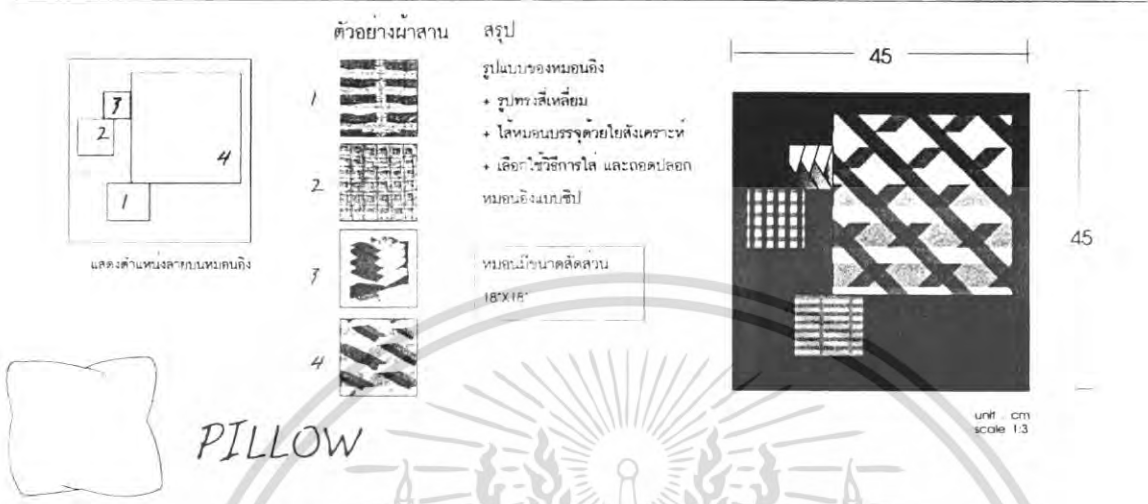 3
2
4
1
แสดงตำแหน่งลายบนหมอนอิง
ตัวอย่างผ้าสาน
1
2
3
4
สรุป
รูปแบบของหมอนอิง
+ รูปทรงสี่เหลี่ยม
+ ไส้หมอนบรรจุด้วยใยสังเคราะห์
+ เลือกใช้วิธีการใส่ และถอดปลอก
หมอนอิงแบบซิป
หมอนมีขนาดสัดส่วน
18"X18"
PILLOW
45
45
unit : cm
scale 1:3